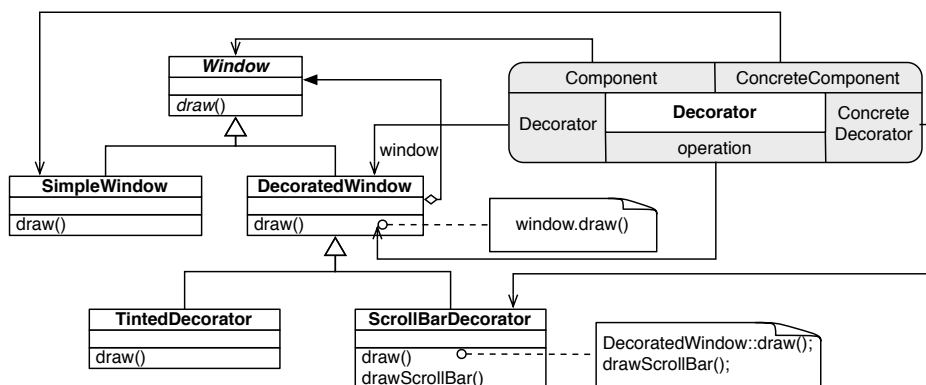 Window
draw()
Component
ConcreteComponent
Decorator
Decorator
Concrete
Decorator
operation
window
SimpleWindow
draw()
DecoratedWindow
draw()
window.draw()
TintedDecorator
draw()
ScrollBarDecorator
draw()
drawScrollBar()
DecoratedWindow::draw();
drawScrollBar();